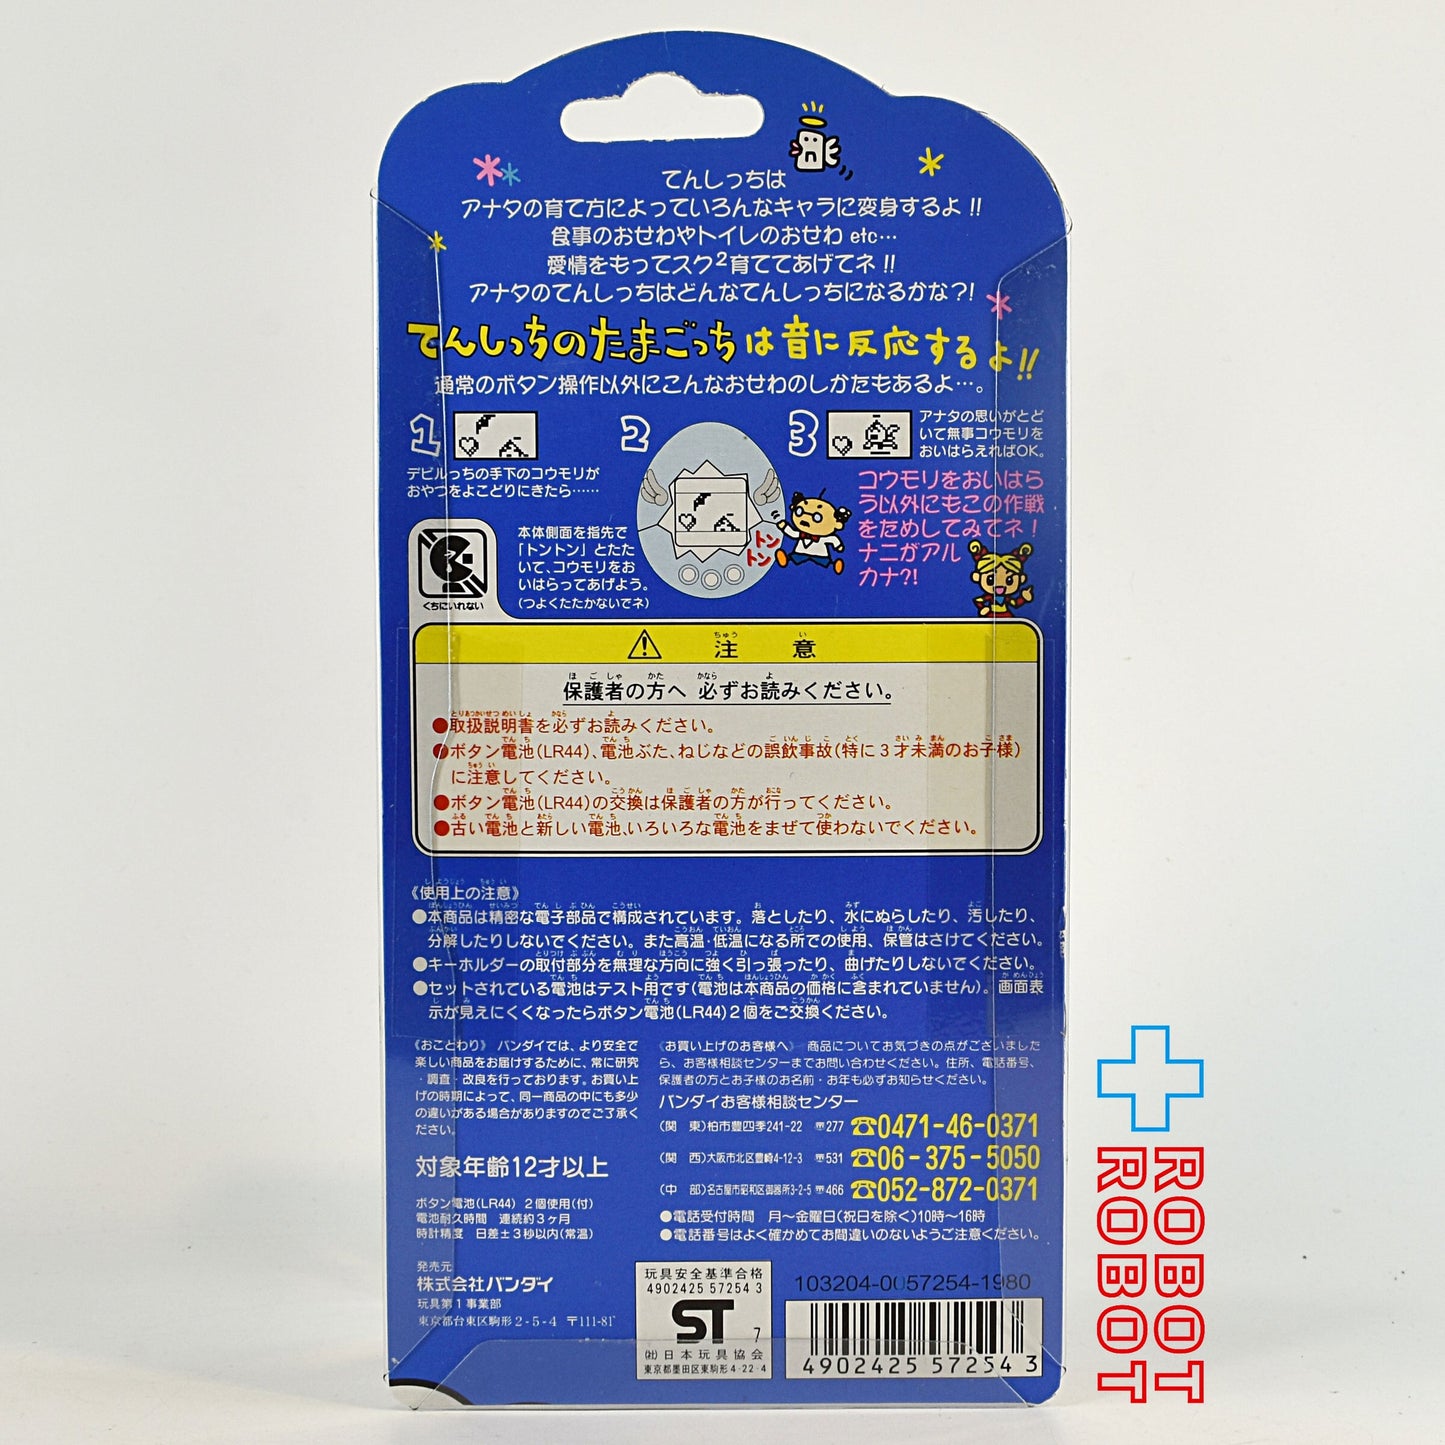 てんしっちは
アナタの育て方によっていろんなキャラに変身するよ!!
食事のおせわやトイレのおせわ etc…
愛情をもってスク²育ててあげてネ!!
アナタのてんしっちはどんなてんしっちになるかな?!
てんしっちのたまごっちは音に反応するよ!!
通常のボタン操作以外にこんなおせわのしかたもあるよ…。
1
デビルっちの手下のコウモリが
おやつをよこどりにきたら……
くちにいれない
2
本体側面を指先で
「トントン」とたた
いて、コウモリをお
いはらってあげよう。
(つよくたたかないでネ)
トン
トン
3
アナタの思いがとど
いて無事コウモリを
おいはらえればOK。
コウモリをおいはら
う以外にもこの作戦
をためしてみてネ!
ナニがアル
カナ?!
注意
保護者の方へ 必ずお読みください。
●取扱説明書を必ずお読みください。
●ボタン電池(LR44)、電池ぶた、ねじなどの誤飲事故(特に3才未満のお子様)
に注意してください。
●ボタン電池(LR44)の交換は保護者の方が行ってください。
●古い電池と新しい電池、いろいろな電池をまぜて使わないでください。
《使用上の注意》
●本商品は精密な電子部品で構成されています。落としたり、水にぬらしたり、汚したり、
分解したりしないでください。また高温・低温になる所での使用、保管はさけてください。
●キーホルダーの取付部分を無理な方向に強く引っ張ったり、曲げたりしないでください。
●セットされている電池はテスト用です(電池は本商品の価格に含まれていません)。画面表
示が見えにくくなったらボタン電池(LR44)2個をご交換ください。
《おことわり》 バンダイでは、より安全で
楽しい商品をお届けするために、常に研究
・調査・改良を行っております。お買い上
げの時期によって、同一商品の中にも多少
の違いがある場合がありますのでご了承く
ださい。
対象年齢12才以上
ボタン電池(LR44) 2個使用(付)
電池耐久時間 連続約3ヶ月
時計精度 日差±3秒以内(常温)
発売元
株式会社バンダイ
玩具第1事業部
東京都台東区駒形2-5-4 〒111-81
《お買い上げのお客様へ》 商品についてお気づきの点がございました
ら、お客様相談センターまでお問い合わせください。住所、電話番号、
保護者の方とお子様のお名前・お年も必ずお知らせください。
バンダイお客様相談センター
(関 東)柏市豊四季241-22 〒277 ☎0471-46-0371
(関 西)大阪市北区豊崎4-12-3 〒531 ☎06-375-5050
(中 部)名古屋市昭和区御器所3-2-5 〒466 ☎052-872-0371
●電話受付時間 月~金曜日(祝日を除く)10時~16時
●電話番号はよく確かめてお間違いのないようご注意ください。
玩具安全基準合格
4902425 57254 3
ST 7
(社)日本玩具協会
東京都墨田区東駒形4-22-4
103204-0057254-1980
4902425 572543
ROBOT
ROBOT